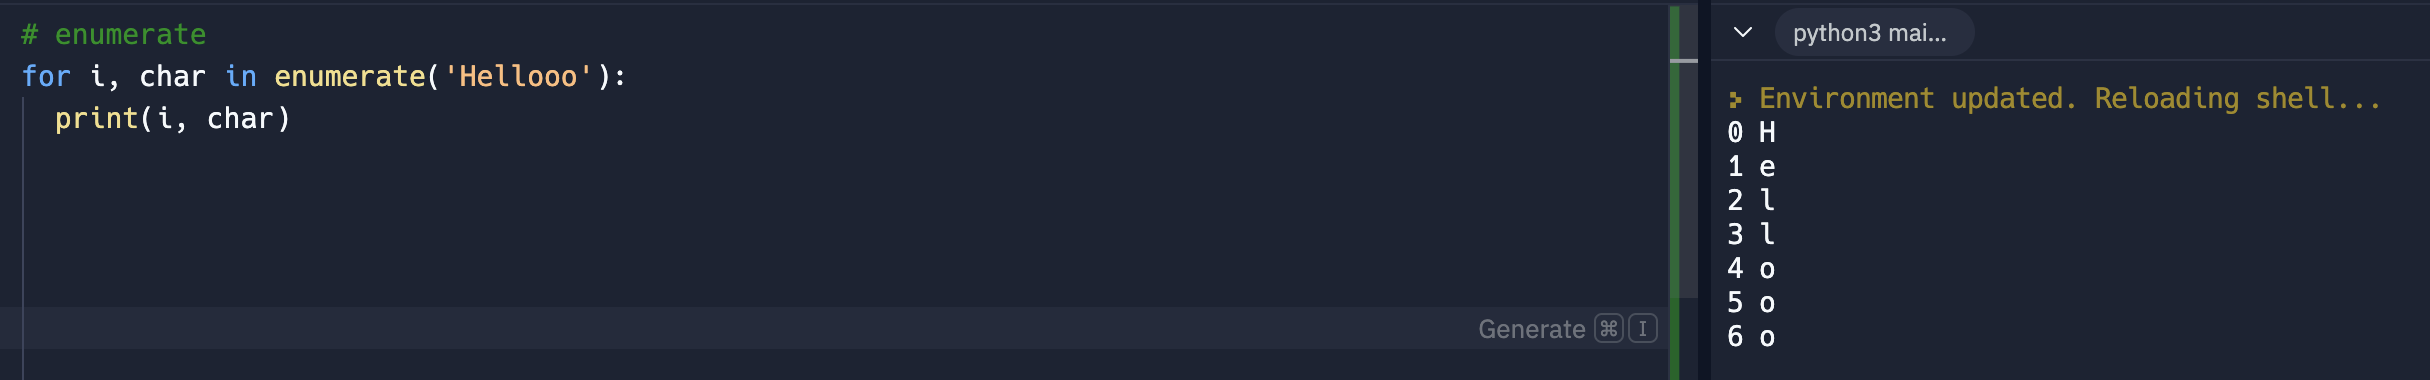 # enumerate
for i, char in enumerate('Hellooo'):
  print(i, char)
Generate ⌘ I
python3 mai...
Environment updated. Reloading shell...
0 H
1 e
2 l
3 l
4 o
5 o
6 o